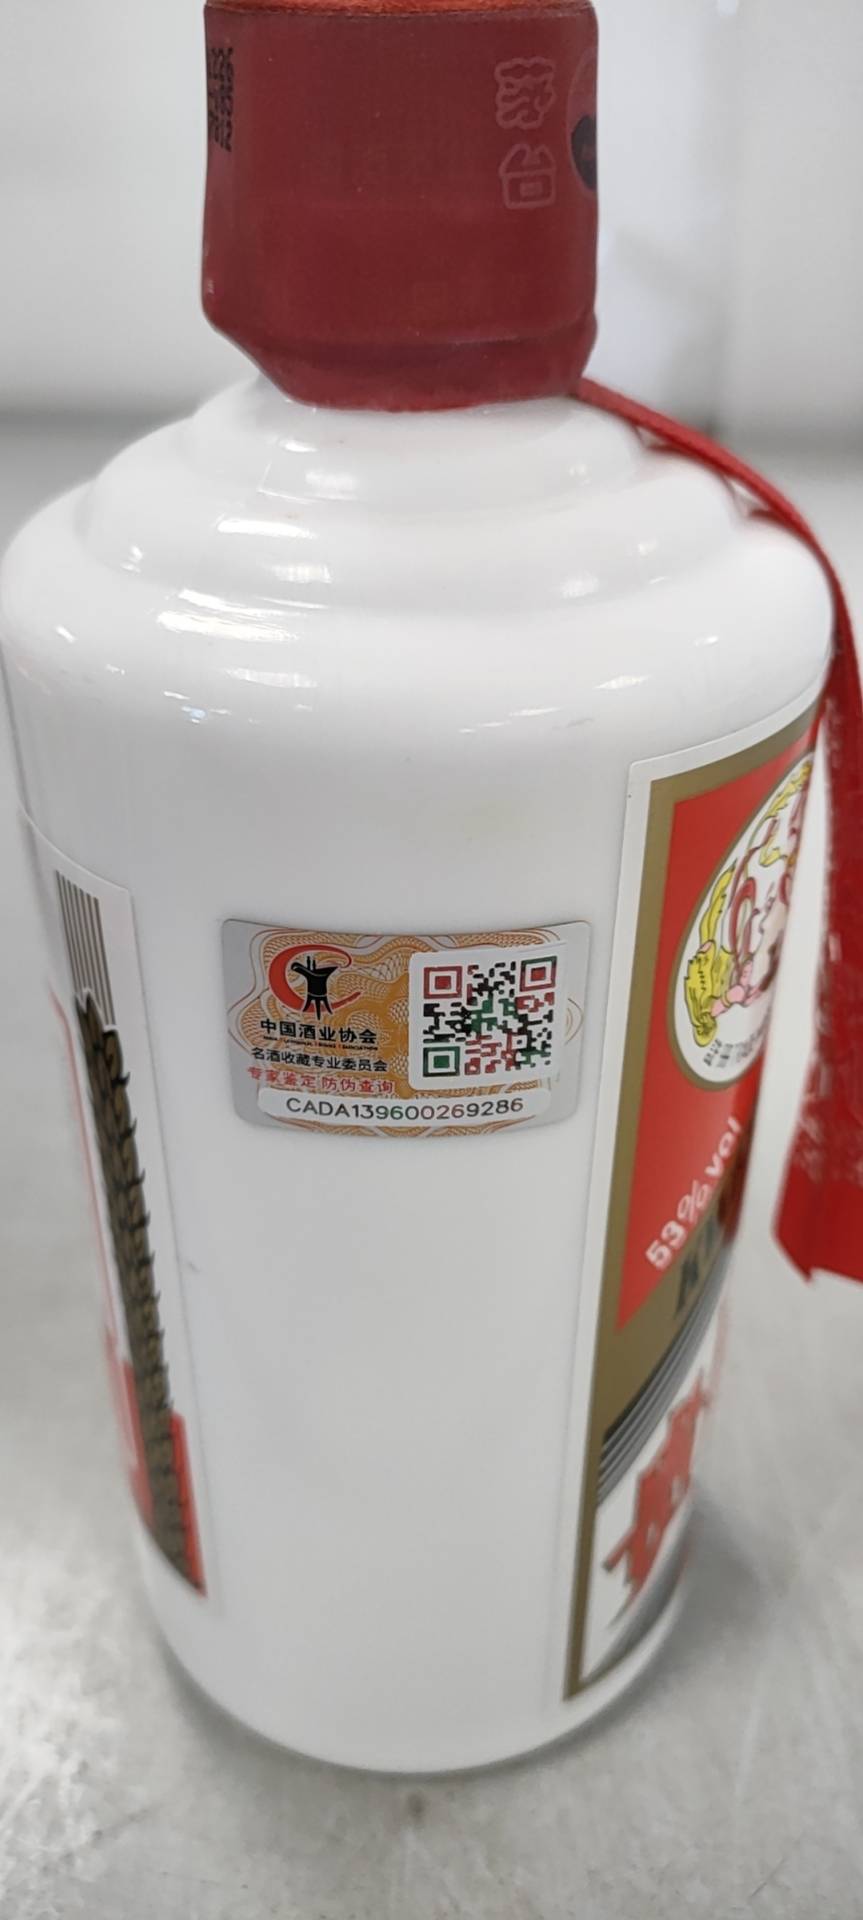 茅
台
中国酒业协会
名酒收藏专业委员会
专家鉴定 防伪查询
CADA139600269286
53% vol